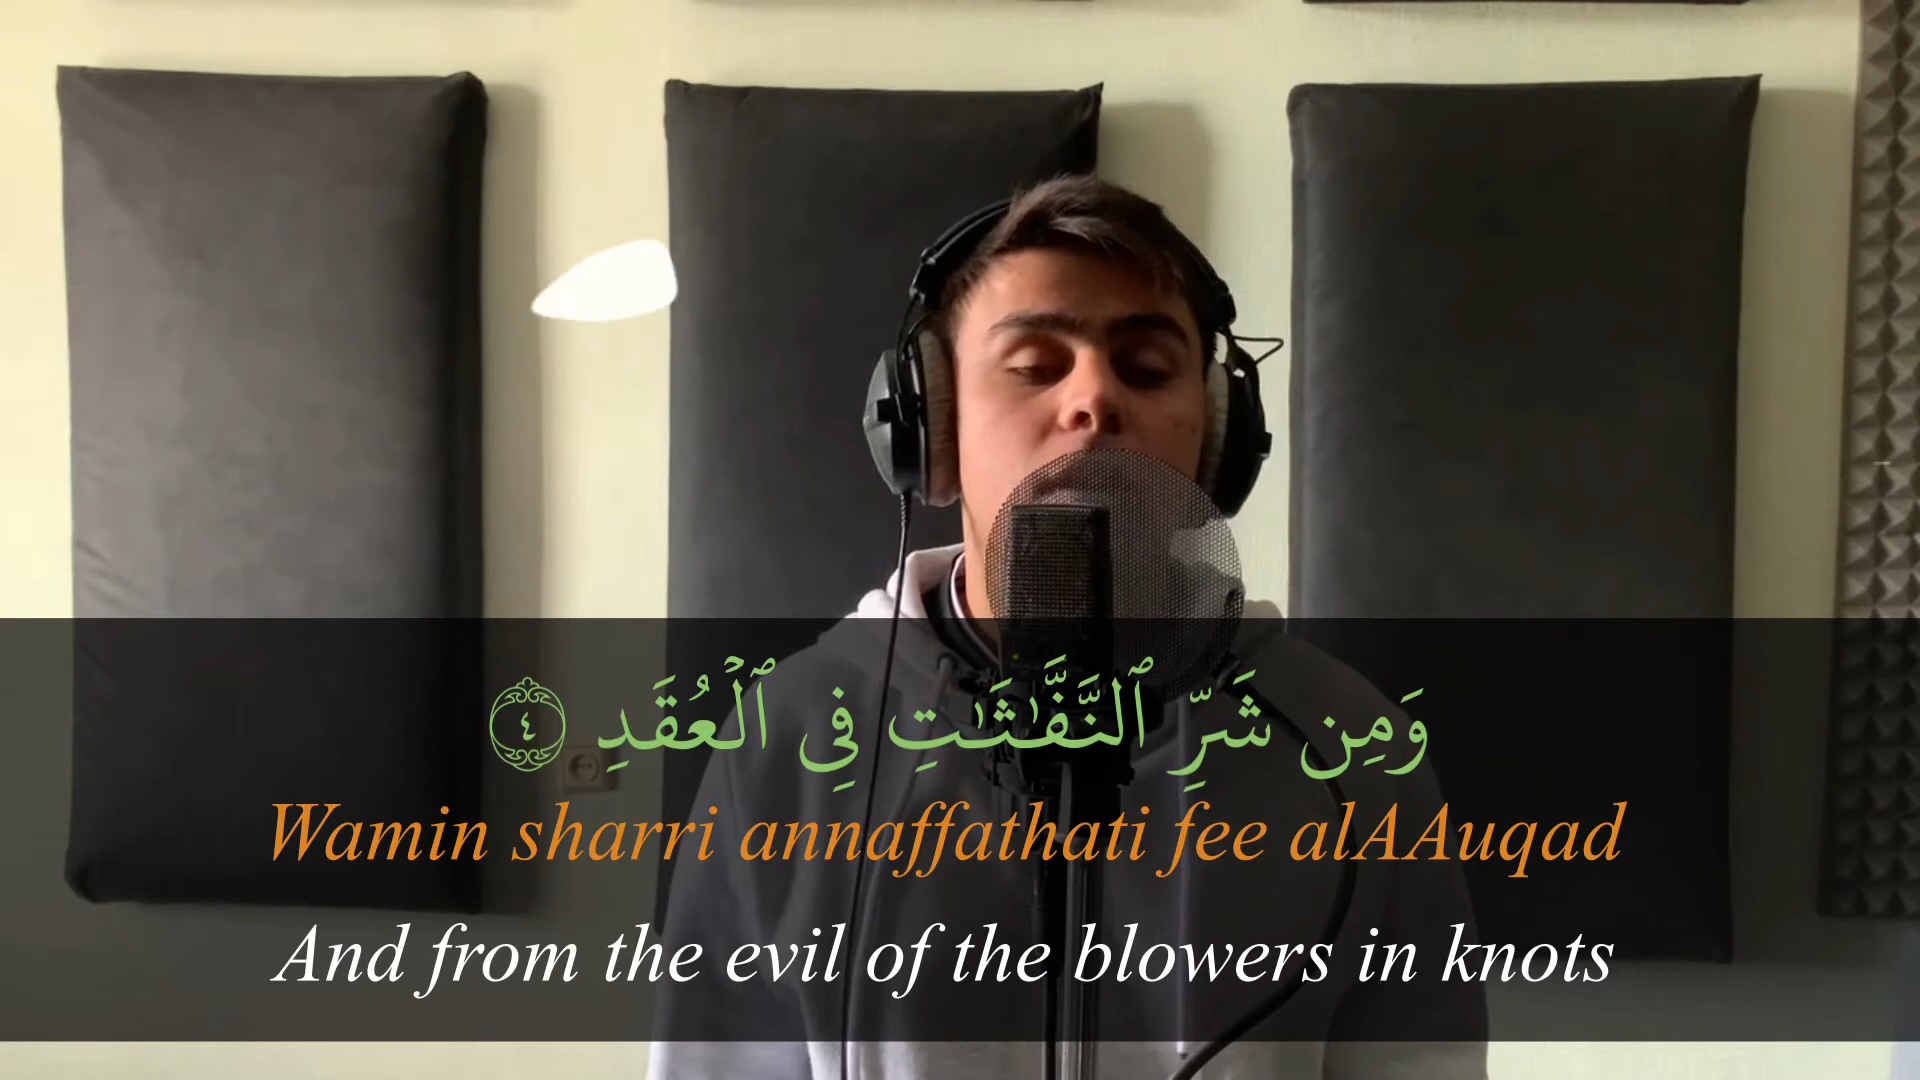 وَمِن شَرِّ ٱلنَّفَّـٰثَـٰتِ فِى ٱلْعُقَدِ ٤
Wamin sharri annaffathati fee alAAuqad
And from the evil of the blowers in knots